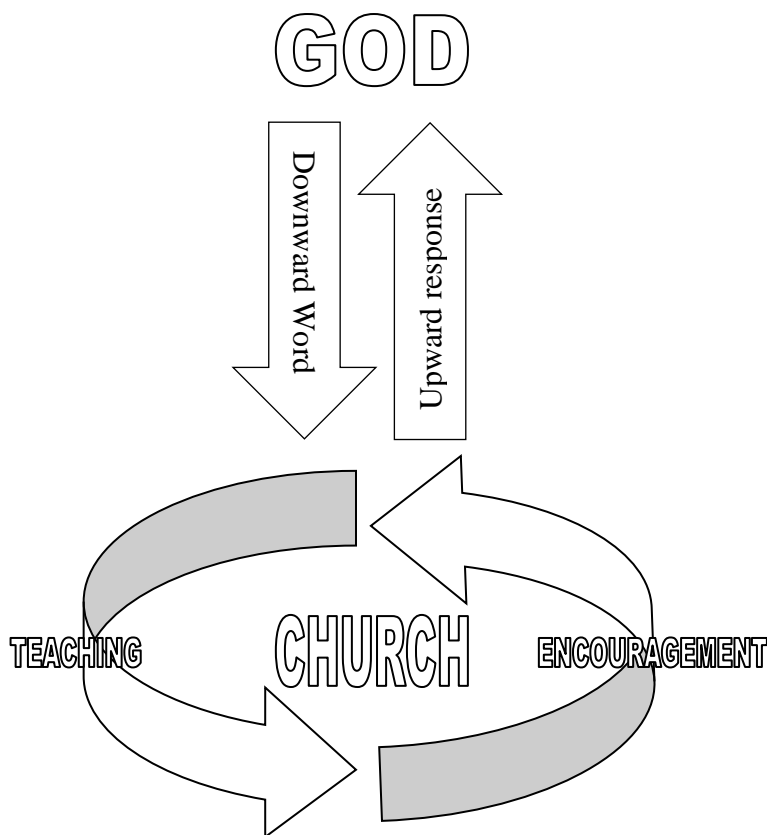 GOD
Downward Word
Upward response
TEACHING
CHURCH
ENCOURAGEMENT